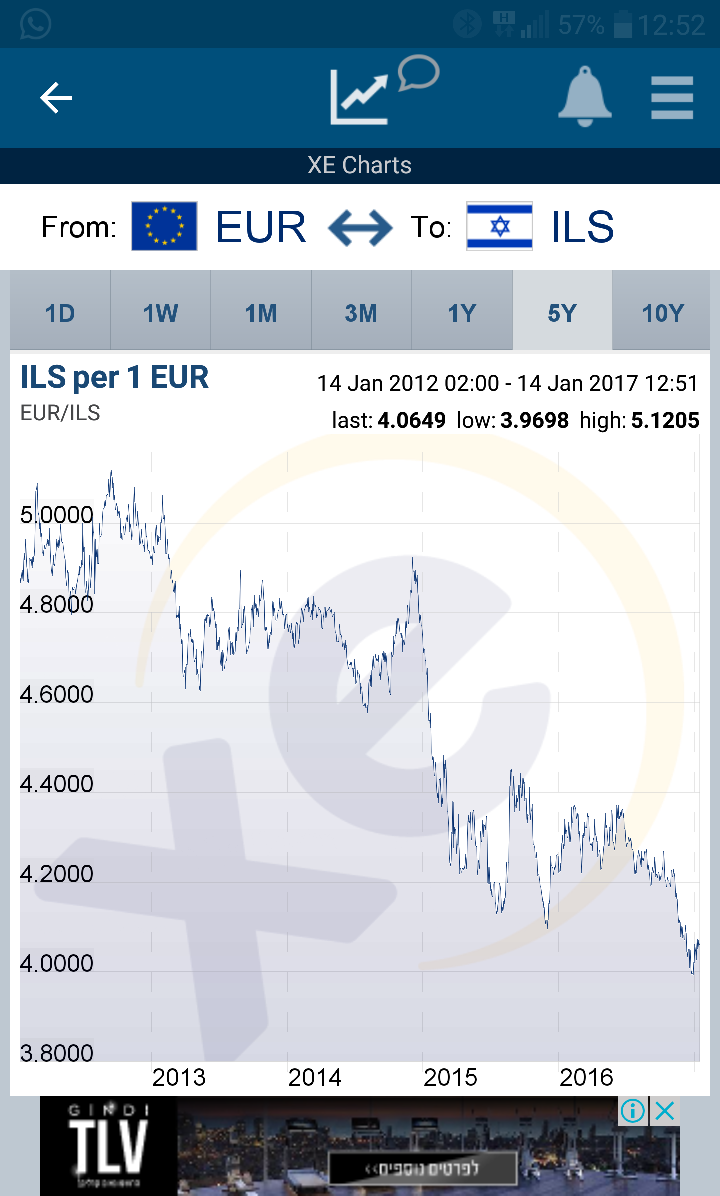 H 57% 12:52
XE Charts
From: EUR To: ILS
1D 1W 1M 3M 1Y 5Y 10Y
ILS per 1 EUR
14 Jan 2012 02:00 - 14 Jan 2017 12:51
EUR/ILS
last: 4.0649 low: 3.9698 high: 5.1205
5.0000
4.8000
4.6000
4.4000
4.2000
4.0000
3.8000
2013 2014 2015 2016
xe
GINDI
TLV
לפרטים נוספים>>